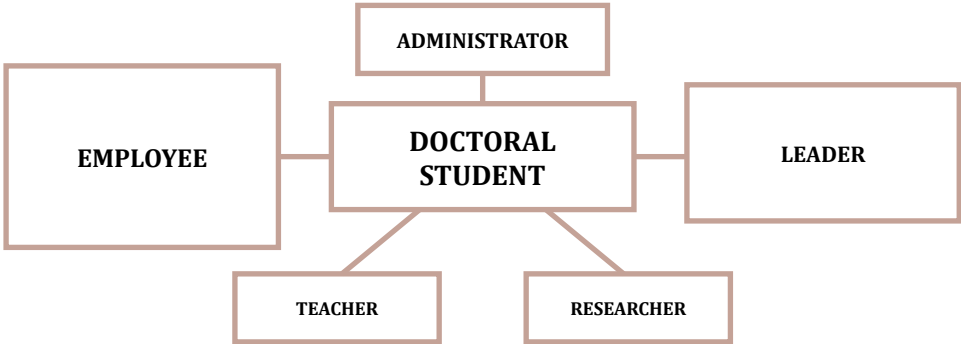 ADMINISTRATOR
EMPLOYEE
DOCTORAL
STUDENT
LEADER
TEACHER
RESEARCHER